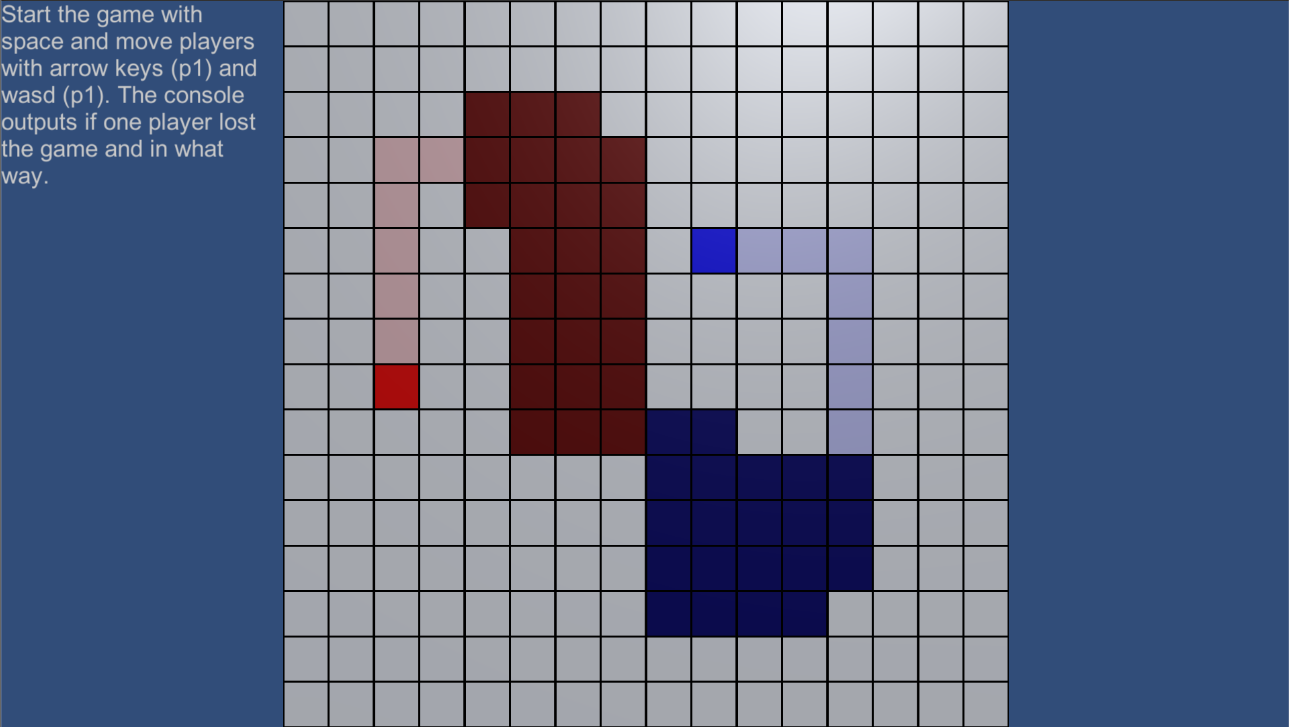 Start the game with
space and move players
with arrow keys (p1) and
wasd (p1). The console
outputs if one player lost
the game and in what
way.